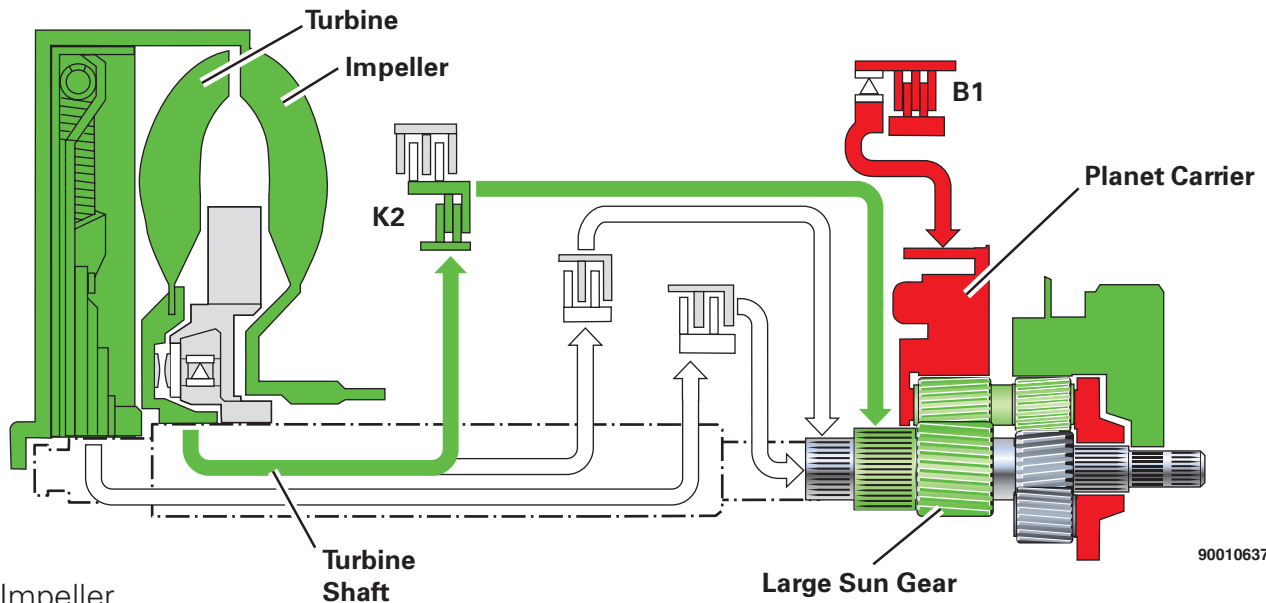 Turbine
Impeller
B1
K2
Planet Carrier
Turbine
Shaft
Large Sun Gear
90010637
Impeller